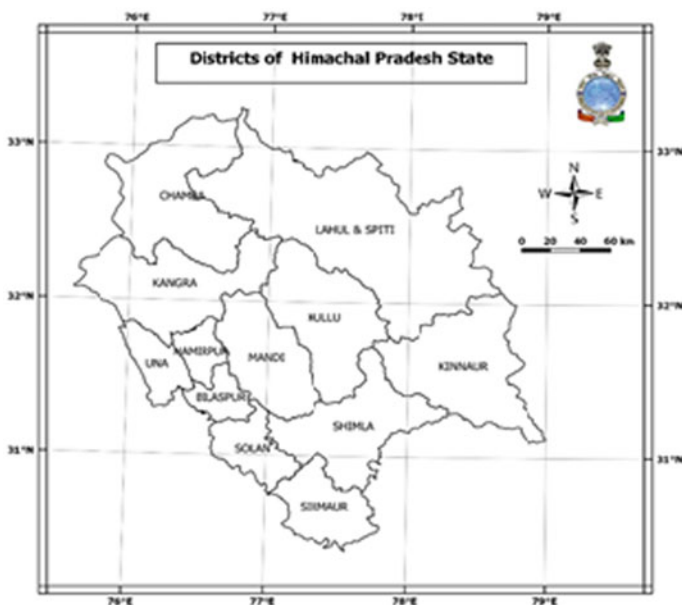 76°E 77°E 78°E 79°E
Districts of Himachal Pradesh State
33°N 33°N
N
W E
S
CHAMBA
0 20 40 60 km
LAHUL & SPITI
KANGRA
32°N 32°N
KULLU
HAMIRPUR
UNA MANDI
KINNAUR
BILASPUR
SHIMLA
SOLAN
31°N 31°N
SIRMAUR
76°E 77°E 78°E 79°E